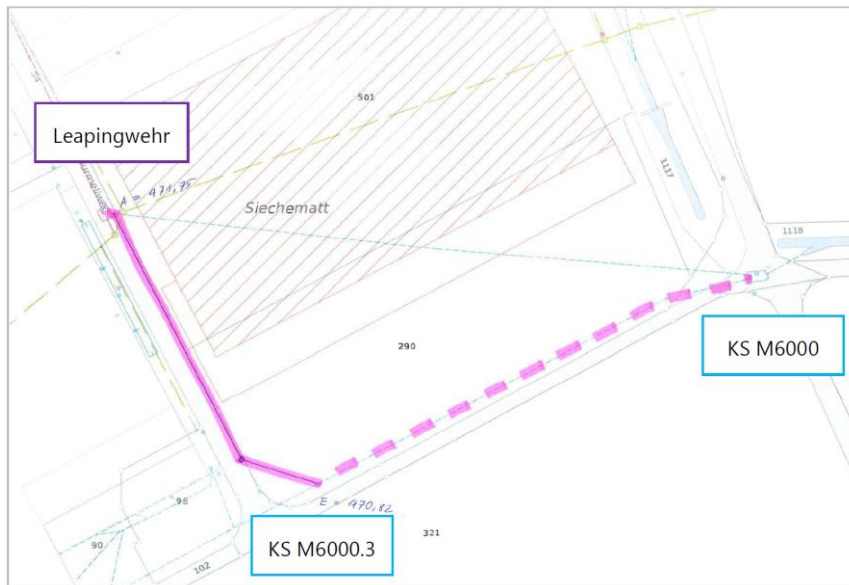 54
501
Leapingwehr
A = 471,75
Siechematt
1117
1118
290
KS M6000
98
E = 470,82
KS M6000.3
321
90
102